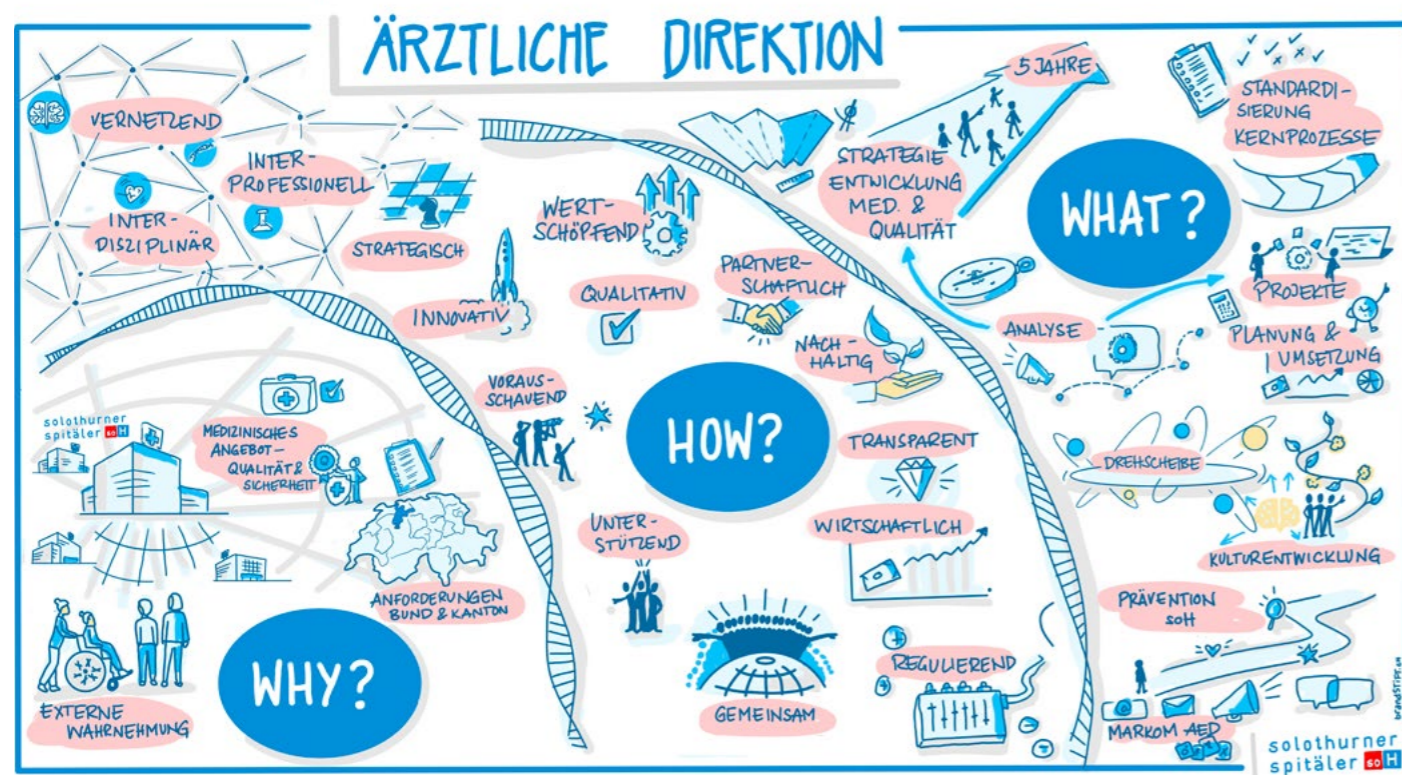 ÄRZTLICHE DIREKTION
VERNETZEND
INTER-
PROFESSIONELL
INTER-
DISZIPLINÄR
STRATEGISCH
INNOVATIV
WERT-
SCHÖPFEND
QUALITATIV
PARTNER-
SCHAFTLICH
NACH-
HALTIG
VORAUS-
SCHAUEND
HOW?
TRANSPARENT
WIRTSCHAFTLICH
UNTER-
STÜTZEND
GEMEINSAM
REGULIEREND
5 JAHRE
STRATEGIE
ENTWICKLUNG
MED. &
QUALITÄT
WHAT?
STANDARDI-
SIERUNG
KERNPROZESSE
ANALYSE
PROJEKTE
PLANUNG &
UMSETZUNG
DREHSCHEIBE
KULTURENTWICKLUNG
PRÄVENTION
SOH
MARKOM AED
solothurner
spitäler soH
MEDIZINISCHES
ANGEBOT-
QUALITÄT &
SICHERHEIT
ANFORDERUNGEN
BUND & KANTON
WHY?
EXTERNE
WAHRNEHMUNG
brandSTIFT.CH
solothurner
spitäler soH